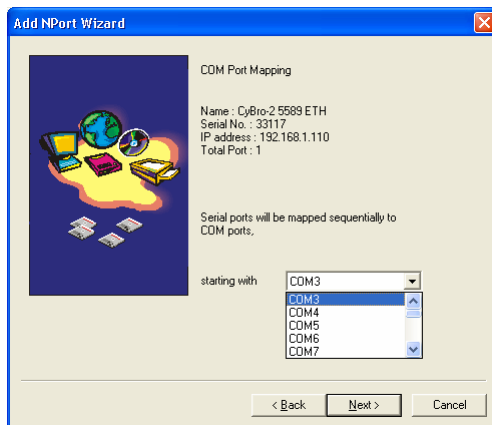 Add NPort Wizard
COM Port Mapping
Name : CyBro-2 5589 ETH
Serial No. : 33117
IP address : 192.168.1.110
Total Port : 1
Serial ports will be mapped sequentially to
COM ports,
starting with COM3
COM3
COM4
COM5
COM6
COM7
< Back Next > Cancel